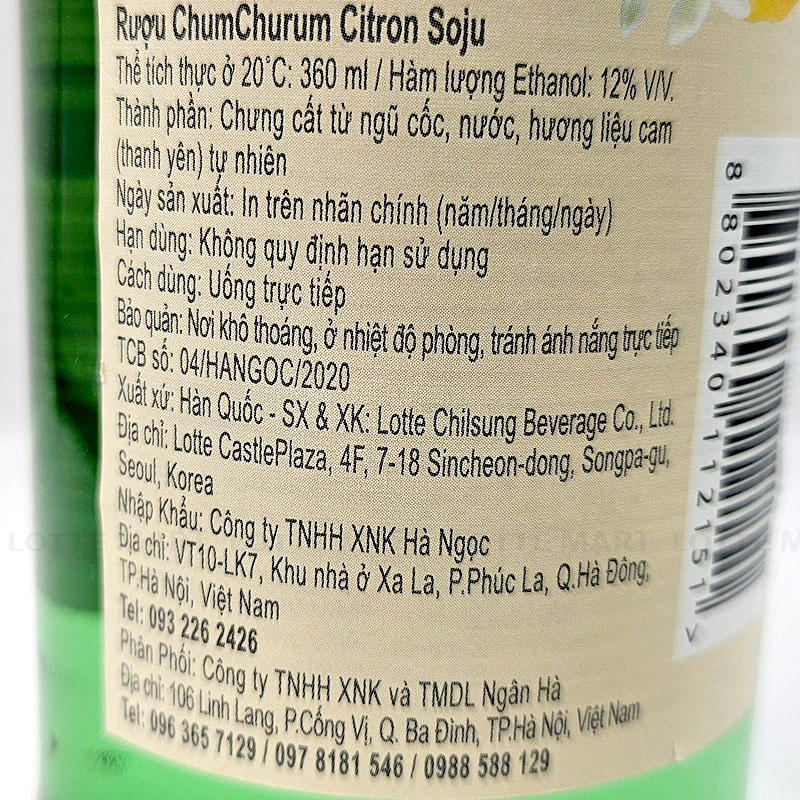 Rượu ChumChurum Citron Soju
Thể tích thực ở 20°C: 360 ml / Hàm lượng Ethanol: 12% V/V.
Thành phần: Chưng cất từ ngũ cốc, nước, hương liệu cam
(thanh yên) tự nhiên
Ngày sản xuất: In trên nhãn chính (năm/tháng/ngày)
Hạn dùng: Không quy định hạn sử dụng
Cách dùng: Uống trực tiếp
Bảo quản: Nơi khô thoáng, ở nhiệt độ phòng, tránh ánh nắng trực tiếp
TCB số: 04/HANGOC/2020
Xuất xứ: Hàn Quốc - SX & XK: Lotte Chilsung Beverage Co., Ltd.
Địa chỉ: Lotte CastlePlaza, 4F, 7-18 Sincheon-dong, Songpa-gu,
Seoul, Korea
Nhập Khẩu: Công ty TNHH XNK Hà Ngọc
Địa chỉ: VT10-LK7, Khu nhà ở Xa La, P.Phúc La, Q.Hà Đông,
TP.Hà Nội, Việt Nam
Tel: 093 226 2426
Phân Phối: Công ty TNHH XNK và TMDL Ngân Hà
Địa chỉ: 106 Linh Lang, P.Cống Vị, Q. Ba Đình, TP.Hà Nội, Việt Nam
Tel: 096 365 7129 / 097 8181 546 / 0988 588 129
8 802340 112151 >